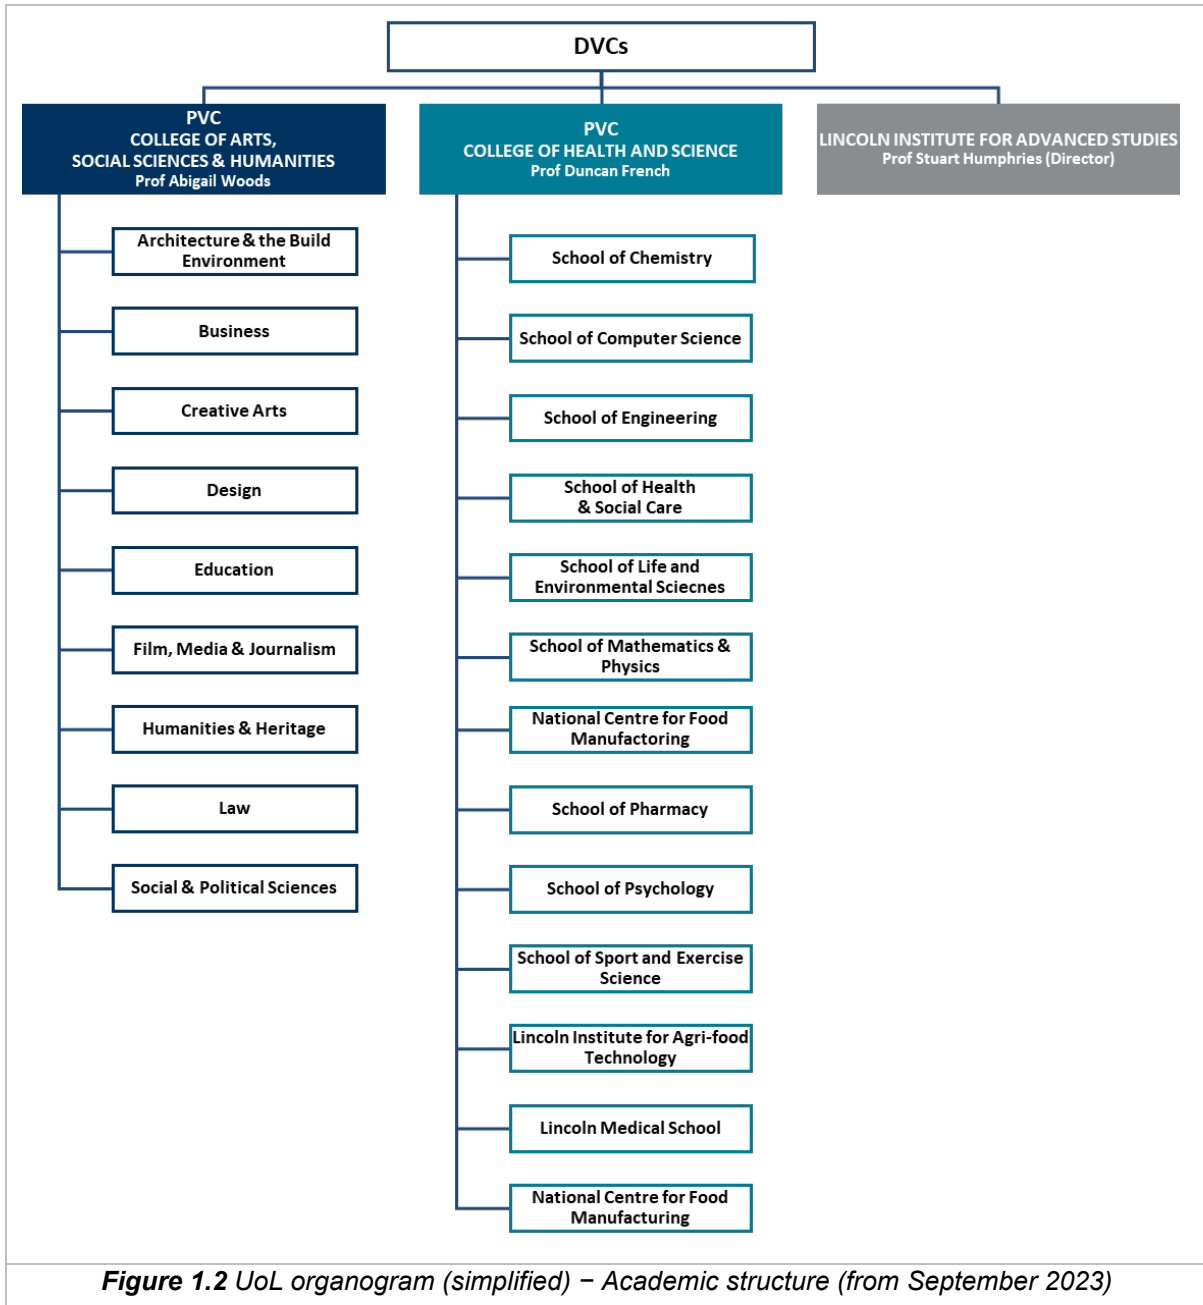 DVCs
PVC
COLLEGE OF ARTS,
SOCIAL SCIENCES & HUMANITIES
Prof Abigail Woods
PVC
COLLEGE OF HEALTH AND SCIENCE
Prof Duncan French
LINCOLN INSTITUTE FOR ADVANCED STUDIES
Prof Stuart Humphries (Director)
Architecture & the Build
Environment
Business
Creative Arts
Design
Education
Film, Media & Journalism
Humanities & Heritage
Law
Social & Political Sciences
School of Chemistry
School of Computer Science
School of Engineering
School of Health
& Social Care
School of Life and
Environmental Sciecnes
School of Mathematics &
Physics
National Centre for Food
Manufactoring
School of Pharmacy
School of Psychology
School of Sport and Exercise
Science
Lincoln Institute for Agri-food
Technology
Lincoln Medical School
National Centre for Food
Manufacturing
Figure 1.2 UoL organogram (simplified) − Academic structure (from September 2023)